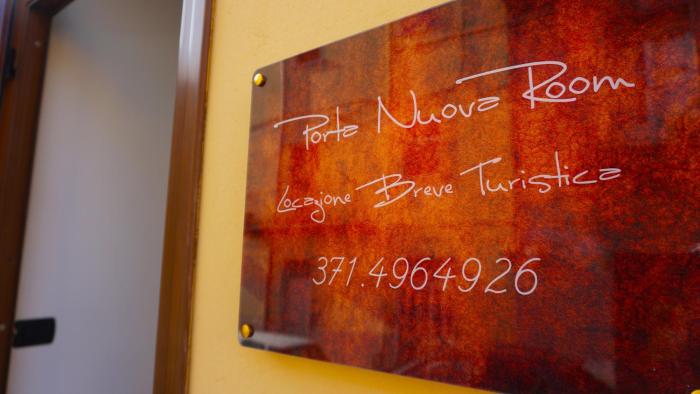 Porta Nuova Room
Locazione Breve Turistica
371.4964926